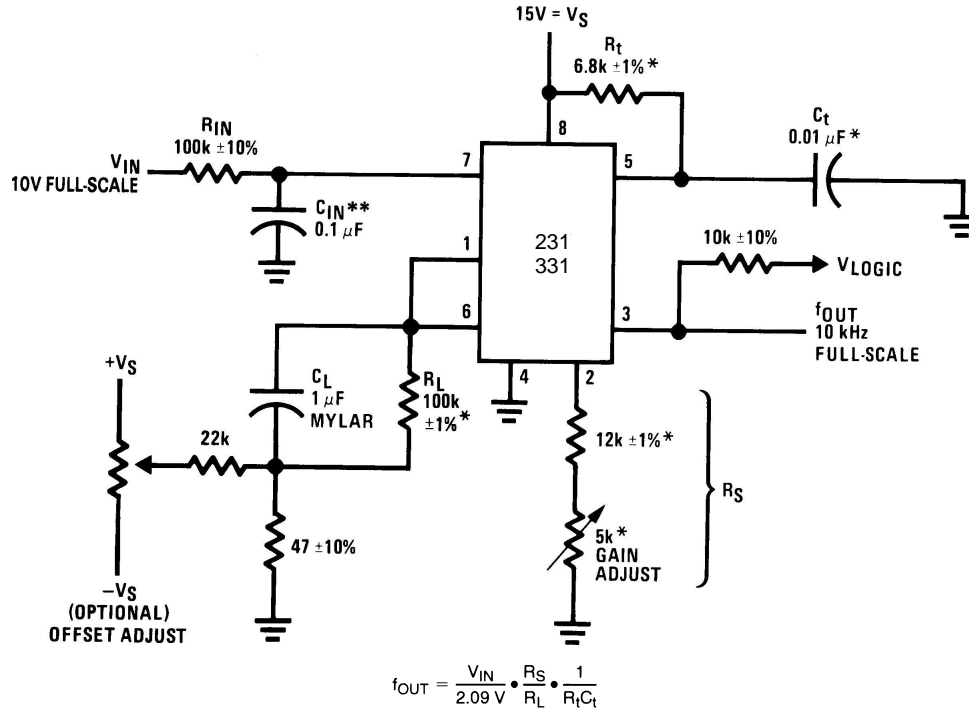 15V = VS
Rt
6.8k ±1% *
Ct
0.01 µF *
RIN
100k ±10%
VIN
10V FULL-SCALE
CIN**
0.1 µF
8
7
5
1
6
3
4
2
231
331
10k ±10%
VLOGIC
fOUT
10 kHz
FULL-SCALE
+VS
CL
1 µF
MYLAR
RL
100k
±1% *
22k
47 ±10%
12k ±1% *
RS
5k *
GAIN
ADJUST
–VS
(OPTIONAL)
OFFSET ADJUST
fOUT = VIN / 2.09 V • RS / RL • 1 / RtCt